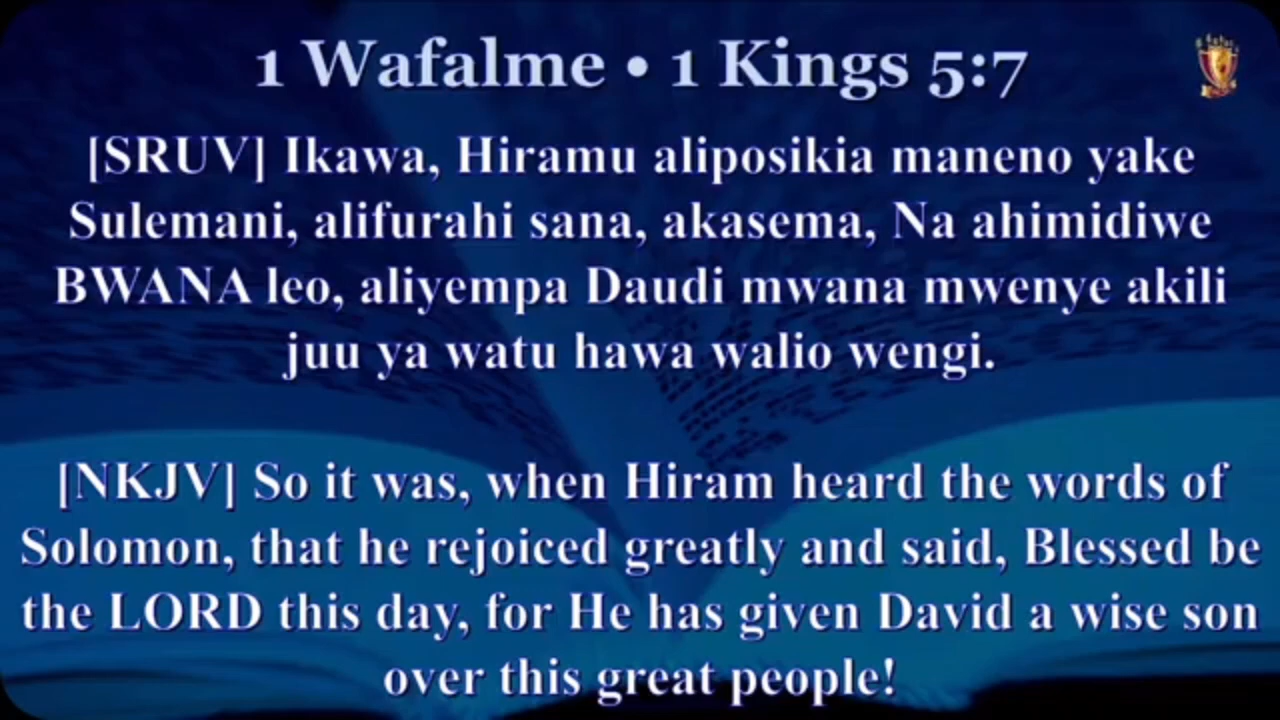 1 Wafalme • 1 Kings 5:7
[SRUV] Ikawa, Hiramu aliposikia maneno yake
Sulemani, alifurahi sana, akasema, Na ahimidiwe
BWANA leo, aliyempa Daudi mwana mwenye akili
juu ya watu hawa walio wengi.
[NKJV] So it was, when Hiram heard the words of
Solomon, that he rejoiced greatly and said, Blessed be
the LORD this day, for He has given David a wise son
over this great people!